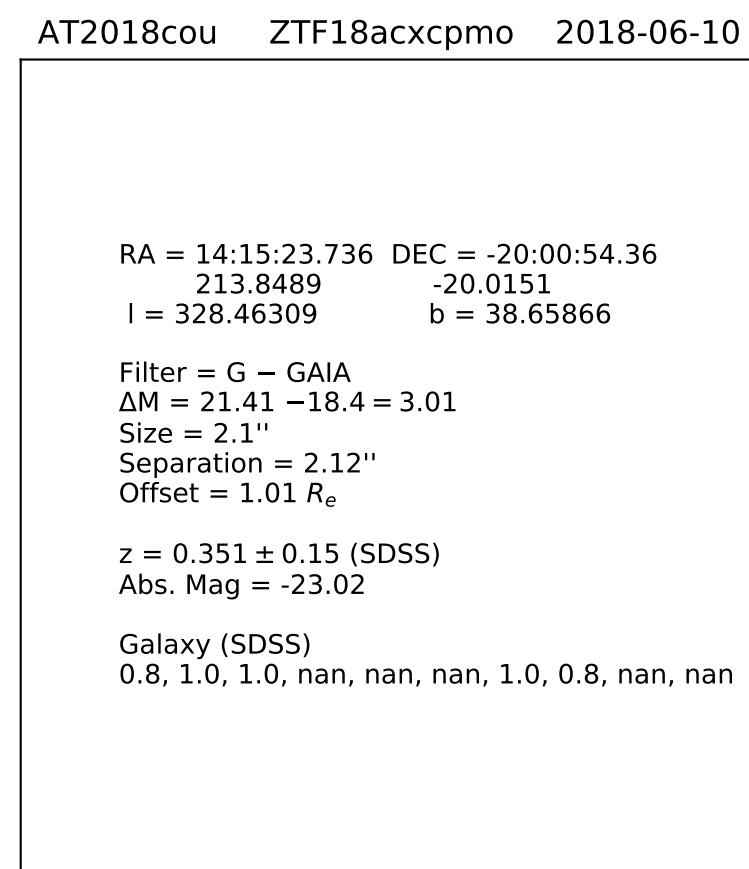 AT2018cou ZTF18acxcpmo 2018-06-10
RA = 14:15:23.736 DEC = -20:00:54.36
213.8489 -20.0151
l = 328.46309 b = 38.65866
Filter = G − GAIA
ΔM = 21.41 −18.4 = 3.01
Size = 2.1''
Separation = 2.12''
Offset = 1.01 Re
z = 0.351 ± 0.15 (SDSS)
Abs. Mag = -23.02
Galaxy (SDSS)
0.8, 1.0, 1.0, nan, nan, nan, 1.0, 0.8, nan, nan